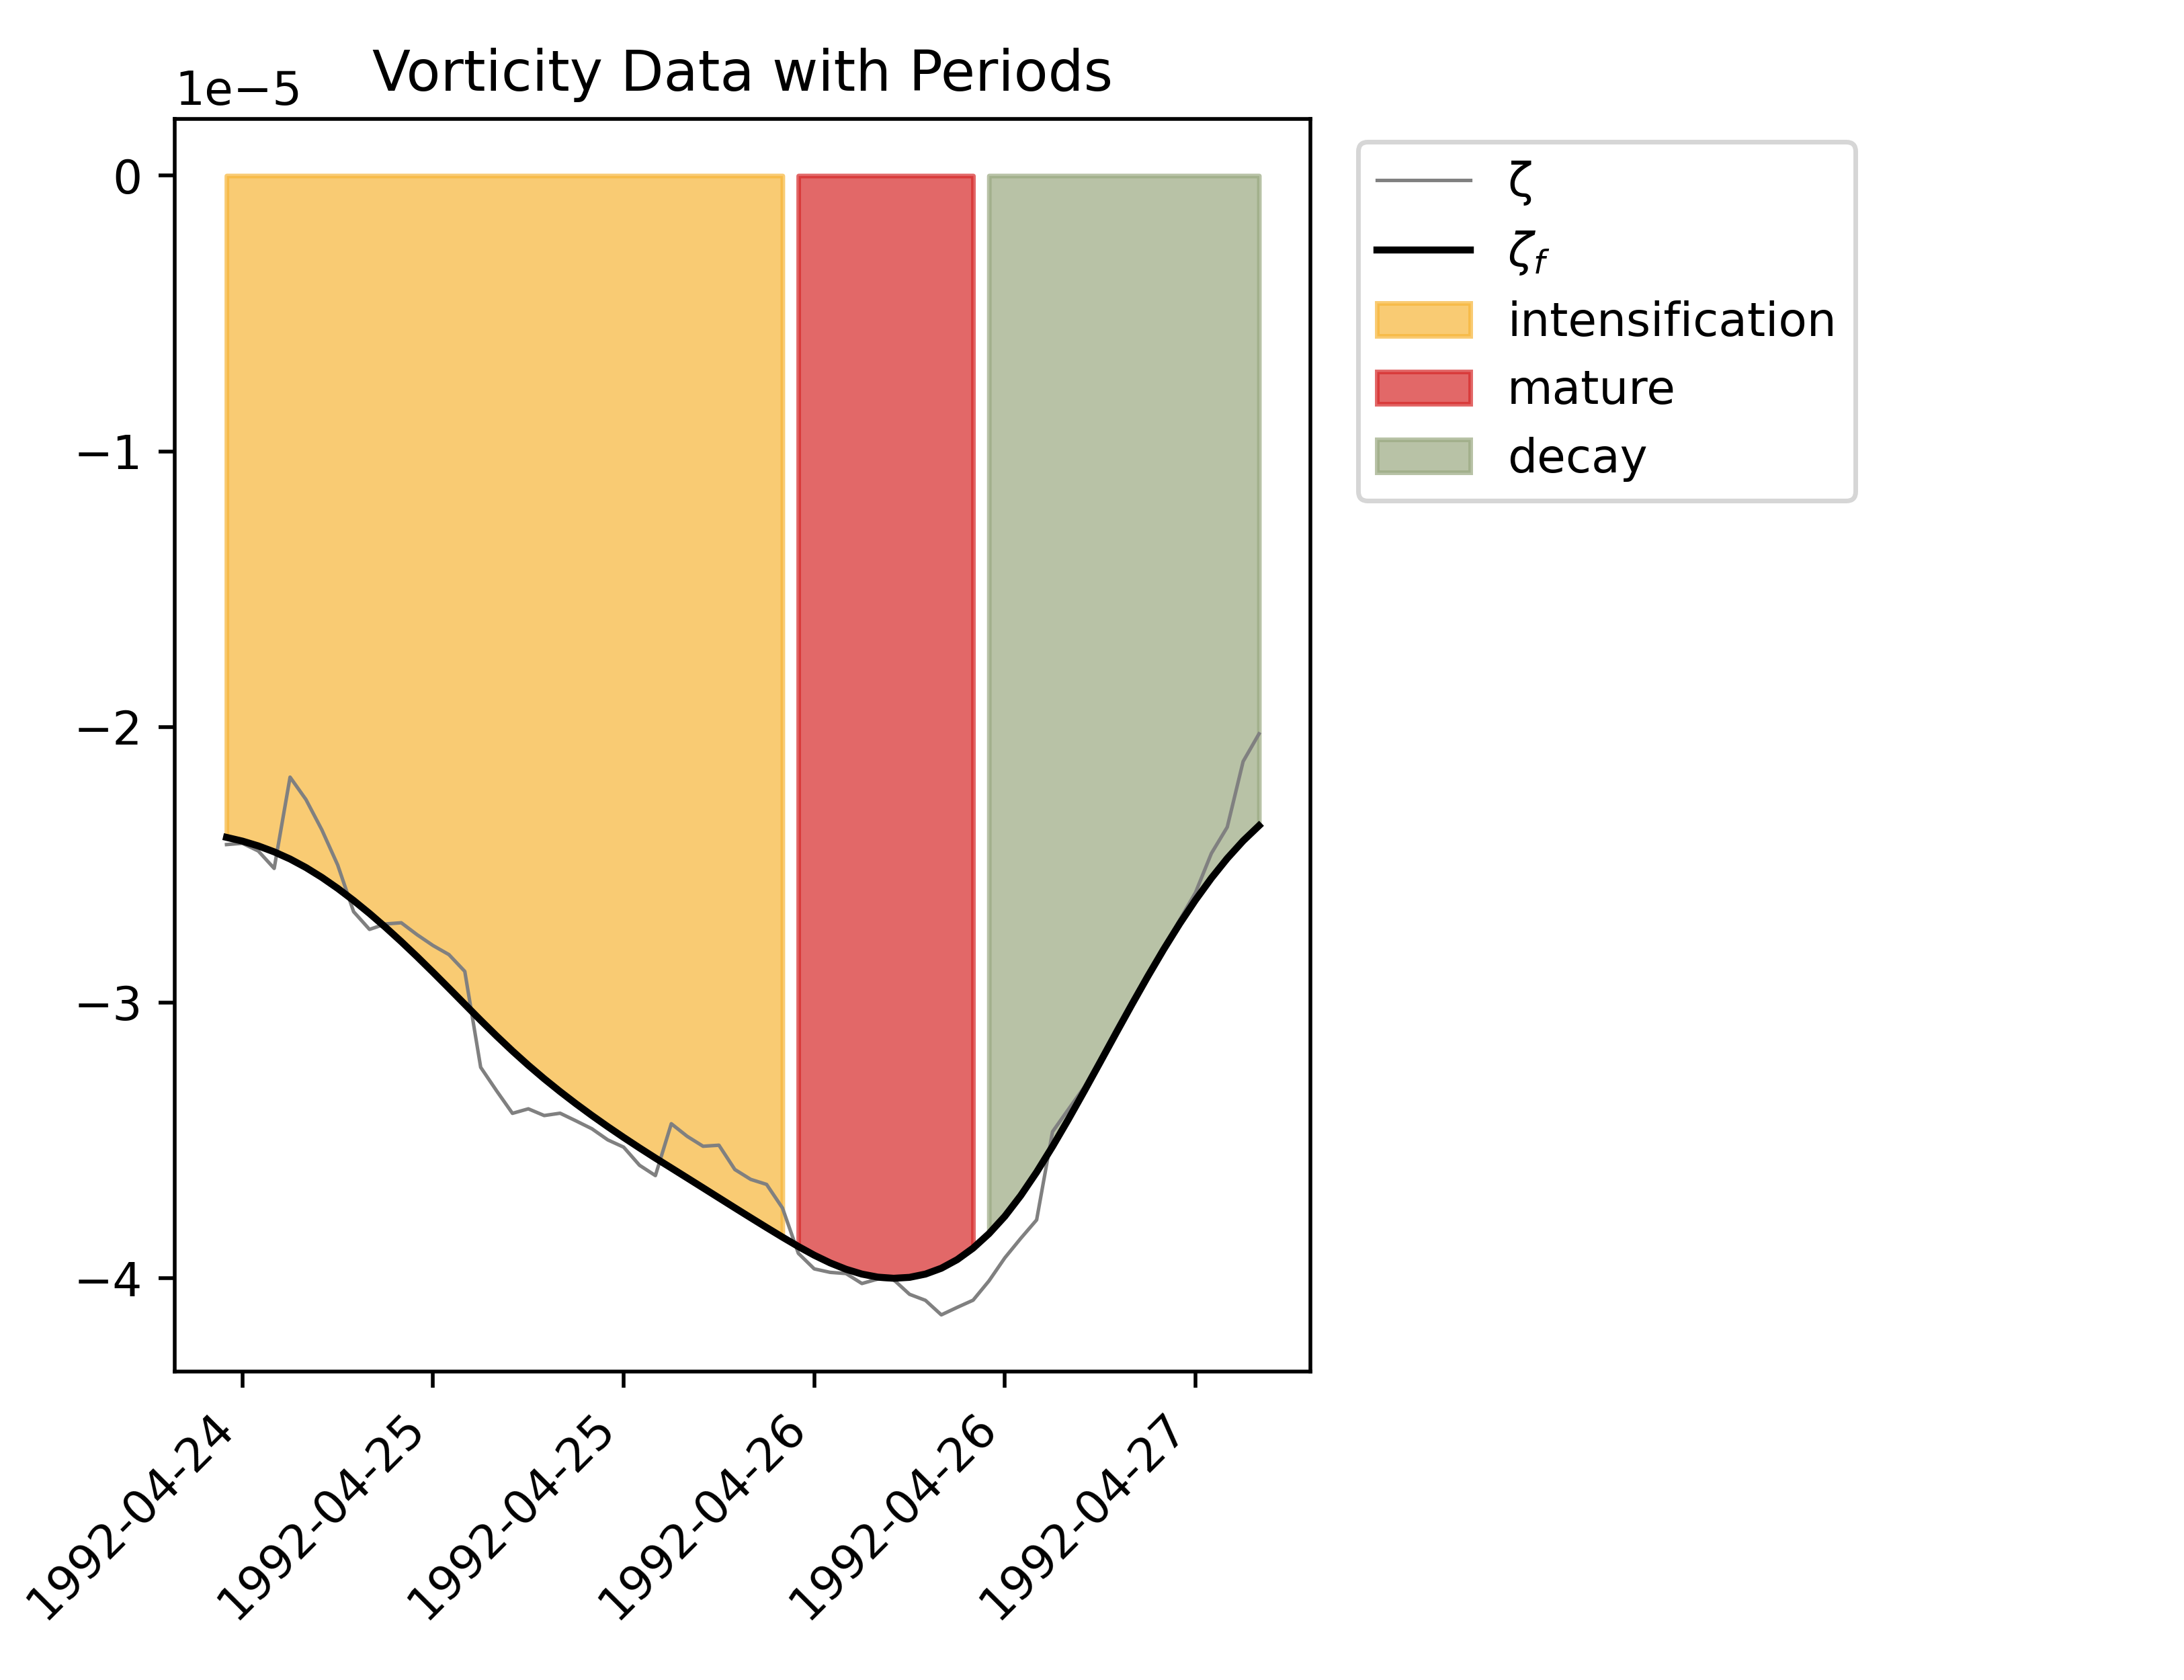 Vorticity Data with Periods
1e−5
0
−1
−2
−3
−4
1992-04-24
1992-04-25
1992-04-25
1992-04-26
1992-04-26
1992-04-27
ζ
ζf
intensification
mature
decay